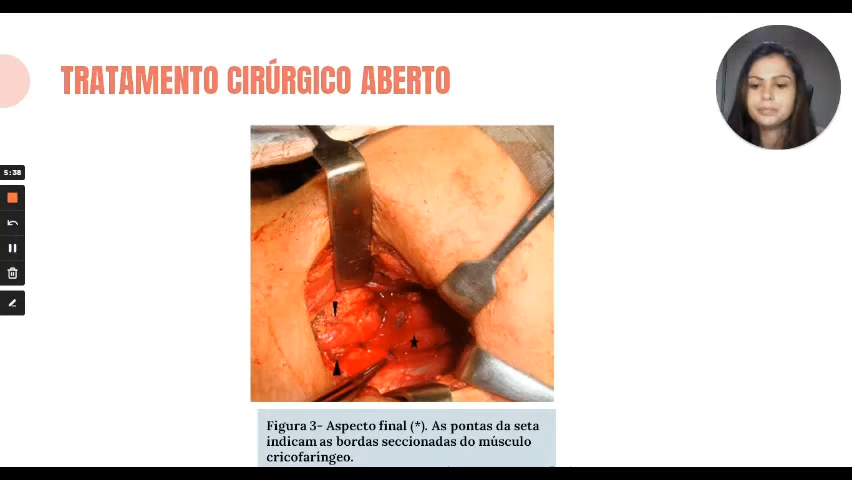 TRATAMENTO CIRÚRGICO ABERTO
5:38
Figura 3- Aspecto final (*). As pontas da seta
indicam as bordas seccionadas do músculo
cricofaríngeo.